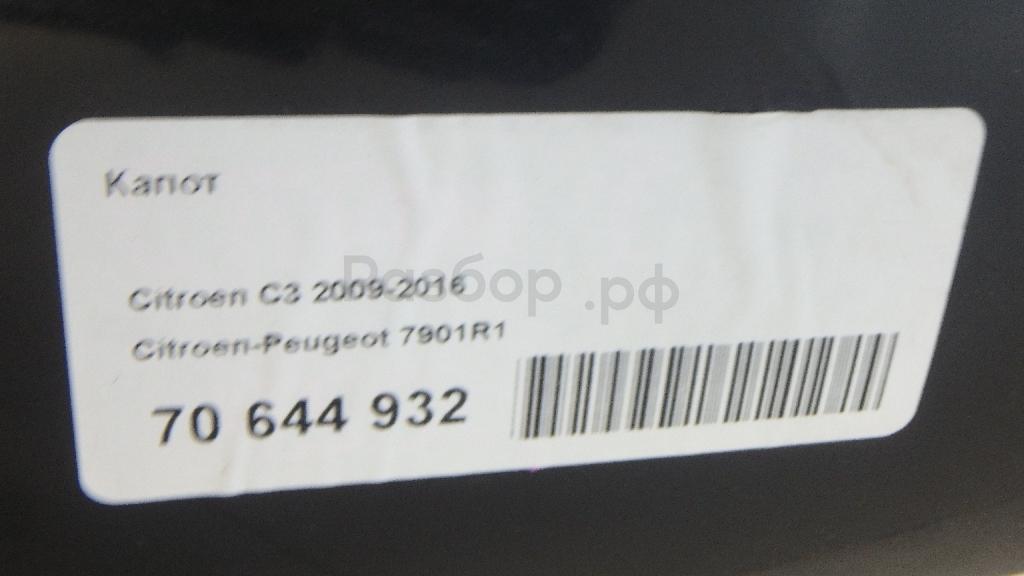 Капот
Citroen C3 2009-2016
Разбор.рф
Citroen-Peugeot 7901R1
70 644 932